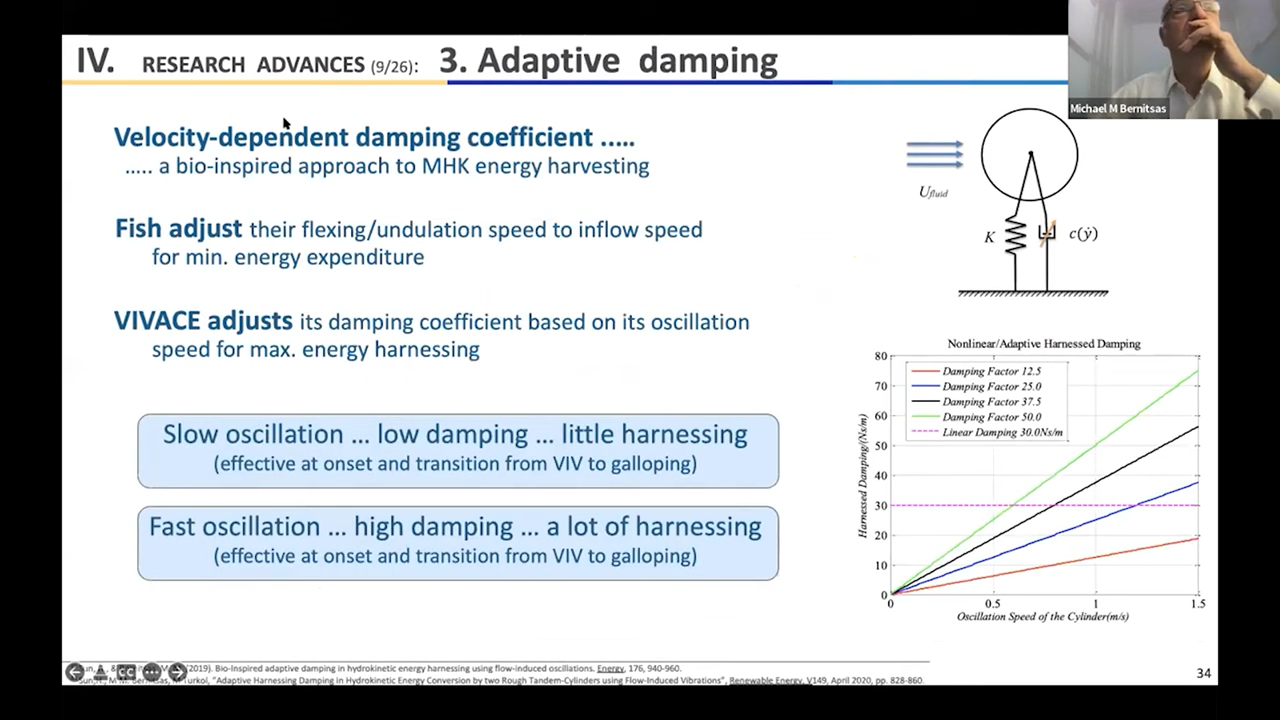 IV. RESEARCH ADVANCES (9/26): 3. Adaptive damping
Michael M Bernitsas
Velocity-dependent damping coefficient .....
..... a bio-inspired approach to MHK energy harvesting
Fish adjust their flexing/undulation speed to inflow speed
for min. energy expenditure
VIVACE adjusts its damping coefficient based on its oscillation
speed for max. energy harnessing
Slow oscillation ... low damping ... little harnessing
(effective at onset and transition from VIV to galloping)
Fast oscillation ... high damping ... a lot of harnessing
(effective at onset and transition from VIV to galloping)
Ufluid
K
c(ẏ)
Nonlinear/Adaptive Harnessed Damping
Damping Factor 12.5
Damping Factor 25.0
Damping Factor 37.5
Damping Factor 50.0
Linear Damping 30.0Ns/m
Harnessed Damping/(Ns/m)
80
70
60
50
40
30
20
10
0
0 0.5 1 1.5
Oscillation Speed of the Cylinder(m/s)
(2019). Bio-Inspired adaptive damping in hydrokinetic energy harnessing using flow-induced oscillations. Energy, 176, 940-960.
"Adaptive Harnessing Damping in Hydrokinetic Energy Conversion by two Rough Tandem-Cylinders using Flow-Induced Vibrations", Renewable Energy, V149, April 2020, pp. 828-860.
34